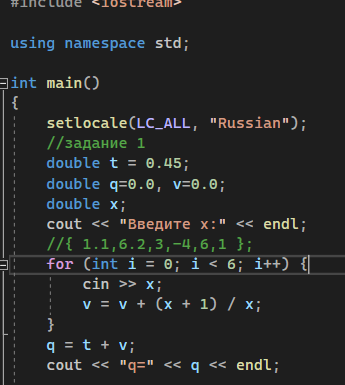 #include <iostream>
using namespace std;
int main()
{
setlocale(LC_ALL, "Russian");
//задание 1
double t = 0.45;
double q=0.0, v=0.0;
double x;
cout << "Введите x:" << endl;
//{ 1.1,6.2,3,-4,6,1 };
for (int i = 0; i < 6; i++) {
cin >> x;
v = v + (x + 1) / x;
}
q = t + v;
cout << "q=" << q << endl;